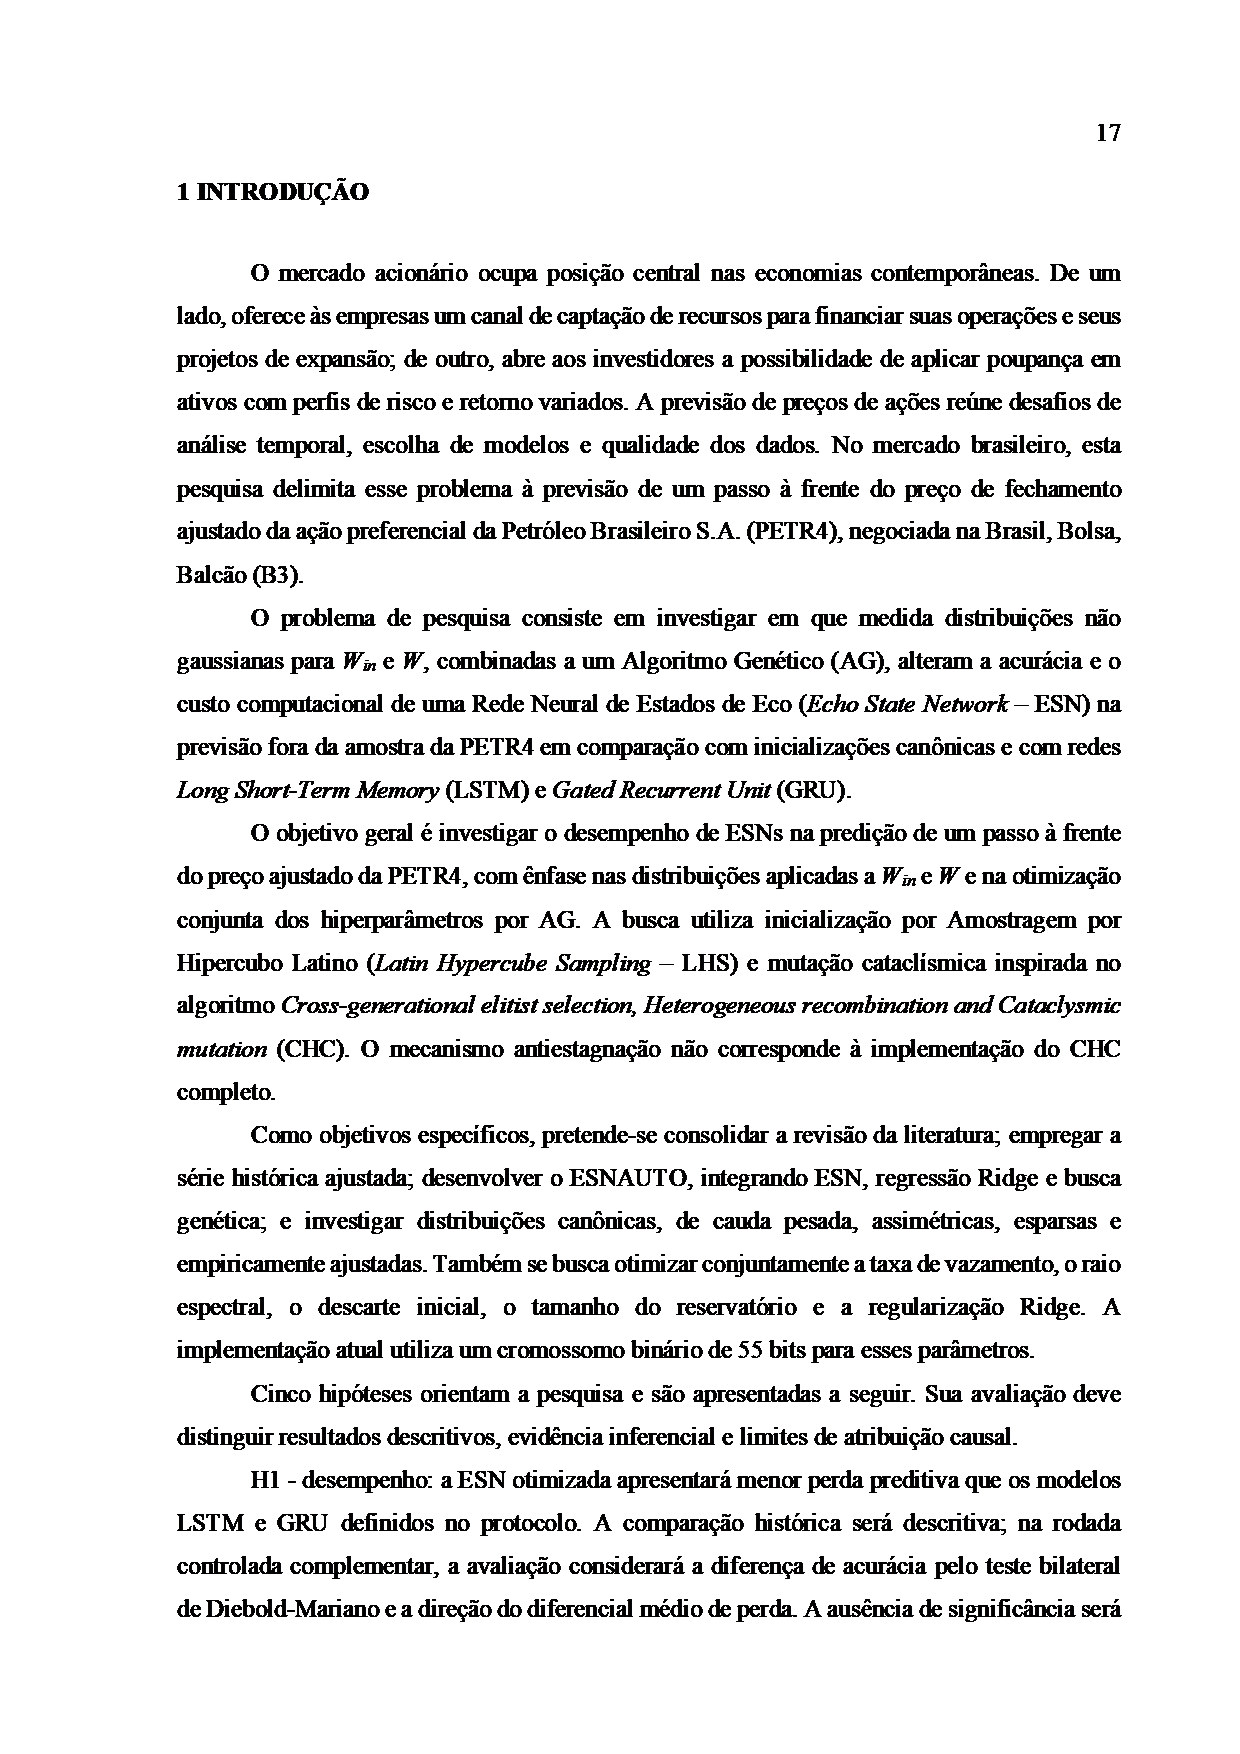 17
1 INTRODUÇÃO
O mercado acionário ocupa posição central nas economias contemporâneas. De um
lado, oferece às empresas um canal de captação de recursos para financiar suas operações e seus
projetos de expansão; de outro, abre aos investidores a possibilidade de aplicar poupança em
ativos com perfis de risco e retorno variados. A previsão de preços de ações reúne desafios de
análise temporal, escolha de modelos e qualidade dos dados. No mercado brasileiro, esta
pesquisa delimita esse problema à previsão de um passo à frente do preço de fechamento
ajustado da ação preferencial da Petróleo Brasileiro S.A. (PETR4), negociada na Brasil, Bolsa,
Balcão (B3).
O problema de pesquisa consiste em investigar em que medida distribuições não
gaussianas para W_in e W, combinadas a um Algoritmo Genético (AG), alteram a acurácia e o
custo computacional de uma Rede Neural de Estados de Eco (Echo State Network – ESN) na
previsão fora da amostra da PETR4 em comparação com inicializações canônicas e com redes
Long Short-Term Memory (LSTM) e Gated Recurrent Unit (GRU).
O objetivo geral é investigar o desempenho de ESNs na predição de um passo à frente
do preço ajustado da PETR4, com ênfase nas distribuições aplicadas a W_in e W e na otimização
conjunta dos hiperparâmetros por AG. A busca utiliza inicialização por Amostragem por
Hipercubo Latino (Latin Hypercube Sampling – LHS) e mutação cataclísmica inspirada no
algoritmo Cross-generational elitist selection, Heterogeneous recombination and Cataclysmic
mutation (CHC). O mecanismo antiestagnação não corresponde à implementação do CHC
completo.
Como objetivos específicos, pretende-se consolidar a revisão da literatura; empregar a
série histórica ajustada; desenvolver o ESNAUTO, integrando ESN, regressão Ridge e busca
genética; e investigar distribuições canônicas, de cauda pesada, assimétricas, esparsas e
empiricamente ajustadas. Também se busca otimizar conjuntamente a taxa de vazamento, o raio
espectral, o descarte inicial, o tamanho do reservatório e a regularização Ridge. A
implementação atual utiliza um cromossomo binário de 55 bits para esses parâmetros.
Cinco hipóteses orientam a pesquisa e são apresentadas a seguir. Sua avaliação deve
distinguir resultados descritivos, evidência inferencial e limites de atribuição causal.
H1 - desempenho: a ESN otimizada apresentará menor perda preditiva que os modelos
LSTM e GRU definidos no protocolo. A comparação histórica será descritiva; na rodada
controlada complementar, a avaliação considerará a diferença de acurácia pelo teste bilateral
de Diebold-Mariano e a direção do diferencial médio de perda. A ausência de significância será